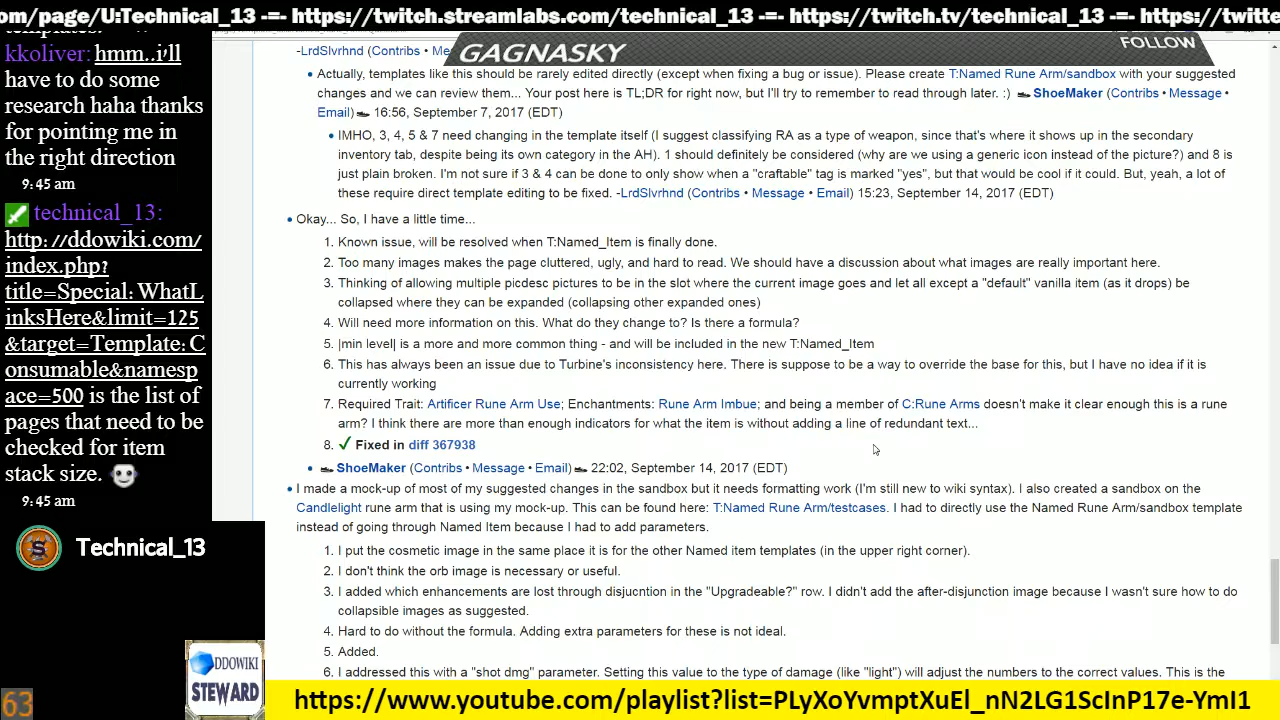 om/page/U:Technical_13 -=- https://twitch.streamlabs.com/technical_13 -=- https://twitch.tv/technical_13 -=- https://twitte
templates.
kkoliver: hmm..i'll
have to do some
research haha thanks
for pointing me in
the right direction
9:45 am
technical_13:
http://ddowiki.com/
index.php?
title=Special:WhatL
inksHere&limit=125
&target=Template:C
onsumable&namesp
ace=500 is the list of
pages that need to be
checked for item
stack size.
9:45 am
Technical_13
DDOWIKI
STEWARD
63
GAGNASKY
FOLLOW
-LrdSlvrhnd (Contribs • Me
• Actually, templates like this should be rarely edited directly (except when fixing a bug or issue). Please create T:Named Rune Arm/sandbox with your suggested
changes and we can review them... Your post here is TL;DR for right now, but I'll try to remember to read through later. :) ShoeMaker (Contribs • Message •
Email) 16:56, September 7, 2017 (EDT)
• IMHO, 3, 4, 5 & 7 need changing in the template itself (I suggest classifying RA as a type of weapon, since that's where it shows up in the secondary
inventory tab, despite being its own category in the AH). 1 should definitely be considered (why are we using a generic icon instead of the picture?) and 8 is
just plain broken. I'm not sure if 3 & 4 can be done to only show when a "craftable" tag is marked "yes", but that would be cool if it could. But, yeah, a lot of
these require direct template editing to be fixed. -LrdSlvrhnd (Contribs • Message • Email) 15:23, September 14, 2017 (EDT)
• Okay... So, I have a little time...
1. Known issue, will be resolved when T:Named_Item is finally done.
2. Too many images makes the page cluttered, ugly, and hard to read. We should have a discussion about what images are really important here.
3. Thinking of allowing multiple picdesc pictures to be in the slot where the current image goes and let all except a "default" vanilla item (as it drops) be
collapsed where they can be expanded (collapsing other expanded ones)
4. Will need more information on this. What do they change to? Is there a formula?
5. |min level| is a more and more common thing - and will be included in the new T:Named_Item
6. This has always been an issue due to Turbine's inconsistency here. There is suppose to be a way to override the base for this, but I have no idea if it is
currently working
7. Required Trait: Artificer Rune Arm Use; Enchantments: Rune Arm Imbue; and being a member of C:Rune Arms doesn't make it clear enough this is a rune
arm? I think there are more than enough indicators for what the item is without adding a line of redundant text...
8. ✓ Fixed in diff 367938
• ShoeMaker (Contribs • Message • Email) 22:02, September 14, 2017 (EDT)
• I made a mock-up of most of my suggested changes in the sandbox but it needs formatting work (I'm still new to wiki syntax). I also created a sandbox on the
Candlelight rune arm that is using my mock-up. This can be found here: T:Named Rune Arm/testcases. I had to directly use the Named Rune Arm/sandbox template
instead of going through Named Item because I had to add parameters.
1. I put the cosmetic image in the same place it is for the other Named item templates (in the upper right corner).
2. I don't think the orb image is necessary or useful.
3. I added which enhancements are lost through disjucntion in the "Upgradeable?" row. I didn't add the after-disjunction image because I wasn't sure how to do
collapsible images as suggested.
4. Hard to do without the formula. Adding extra parameters for these is not ideal.
5. Added.
6. I addressed this with a "shot dmg" parameter. Setting this value to the type of damage (like "light") will adjust the numbers to the correct values. This is the
https://www.youtube.com/playlist?list=PLyXoYvmptXuEl_nN2LG1ScInP17e-YmI1